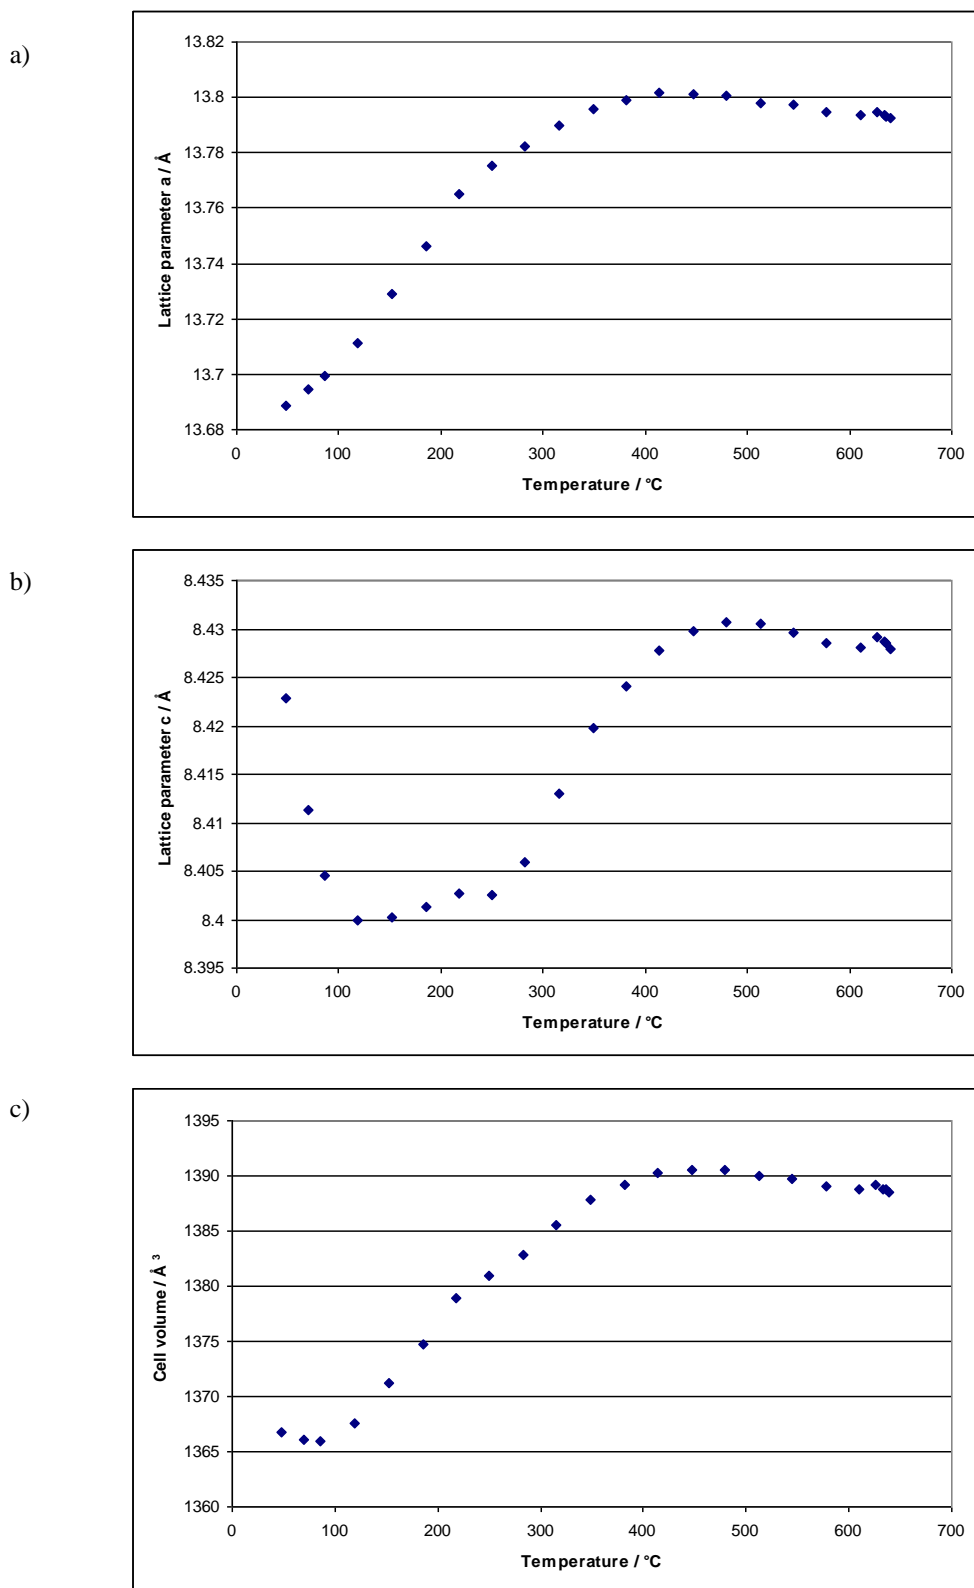 a)
13.82
13.8
13.78
13.76
13.74
13.72
13.7
13.68
Lattice parameter a / Å
0 100 200 300 400 500 600 700
Temperature / °C
b)
8.435
8.43
8.425
8.42
8.415
8.41
8.405
8.4
8.395
Lattice parameter c / Å
0 100 200 300 400 500 600 700
Temperature / °C
c)
1395
1390
1385
1380
1375
1370
1365
1360
Cell volume / Å ³
0 100 200 300 400 500 600 700
Temperature / °C